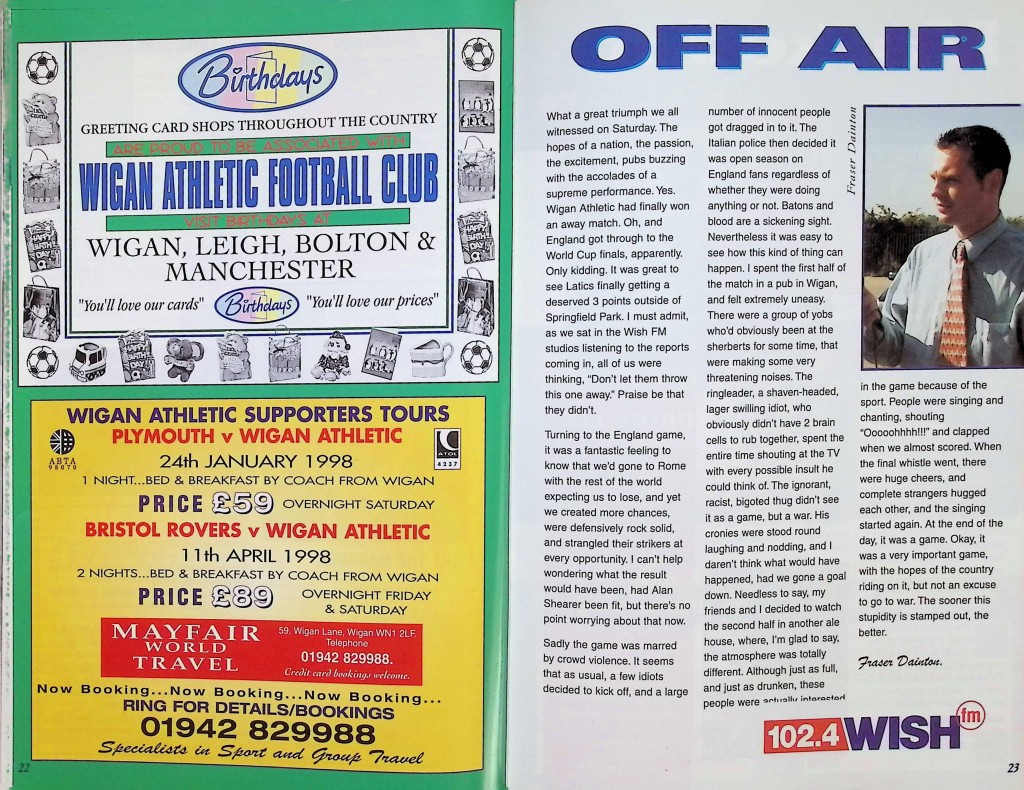 Birthdays
GREETING CARD SHOPS THROUGHOUT THE COUNTRY
ARE PROUD TO BE ASSOCIATED WITH
WIGAN ATHLETIC FOOTBALL CLUB
VISIT BIRTHDAYS AT
WIGAN, LEIGH, BOLTON &
MANCHESTER
"You'll love our cards" Birthdays "You'll love our prices"
WIGAN ATHLETIC SUPPORTERS TOURS
PLYMOUTH v WIGAN ATHLETIC
ABTA
98070
ATOL
4237
24th JANUARY 1998
1 NIGHT...BED & BREAKFAST BY COACH FROM WIGAN
PRICE £59 OVERNIGHT SATURDAY
BRISTOL ROVERS v WIGAN ATHLETIC
11th APRIL 1998
2 NIGHTS...BED & BREAKFAST BY COACH FROM WIGAN
PRICE £89 OVERNIGHT FRIDAY
& SATURDAY
MAYFAIR
WORLD
TRAVEL
59, Wigan Lane, Wigan WN1 2LF.
Telephone
01942 829988.
Credit card bookings welcome.
Now Booking...Now Booking...Now Booking...
RING FOR DETAILS/BOOKINGS
01942 829988
Specialists in Sport and Group Travel
22
OFF AIR
What a great triumph we all
witnessed on Saturday. The
hopes of a nation, the passion,
the excitement, pubs buzzing
with the accolades of a
supreme performance. Yes.
Wigan Athletic had finally won
an away match. Oh, and
England got through to the
World Cup finals, apparently.
Only kidding. It was great to
see Latics finally getting a
deserved 3 points outside of
Springfield Park. I must admit,
as we sat in the Wish FM
studios listening to the reports
coming in, all of us were
thinking, “Don't let them throw
this one away.” Praise be that
they didn't.
Turning to the England game,
it was a fantastic feeling to
know that we'd gone to Rome
with the rest of the world
expecting us to lose, and yet
we created more chances,
were defensively rock solid,
and strangled their strikers at
every opportunity. I can't help
wondering what the result
would have been, had Alan
Shearer been fit, but there's no
point worrying about that now.
Sadly the game was marred
by crowd violence. It seems
that as usual, a few idiots
decided to kick off, and a large
number of innocent people
got dragged in to it. The
Italian police then decided it
was open season on
England fans regardless of
whether they were doing
anything or not. Batons and
blood are a sickening sight.
Nevertheless it was easy to
see how this kind of thing can
happen. I spent the first half of
the match in a pub in Wigan,
and felt extremely uneasy.
There were a group of yobs
who'd obviously been at the
sherberts for some time, that
were making some very
threatening noises. The
ringleader, a shaven-headed,
lager swilling idiot, who
obviously didn't have 2 brain
cells to rub together, spent the
entire time shouting at the TV
with every possible insult he
could think of. The ignorant,
racist, bigoted thug didn't see
it as a game, but a war. His
cronies were stood round
laughing and nodding, and I
daren't think what would have
happened, had we gone a goal
down. Needless to say, my
friends and I decided to watch
the second half in another ale
house, where, I'm glad to say,
the atmosphere was totally
different. Although just as full,
and just as drunken, these
people were actually interested
Fraser Dainton
in the game because of the
sport. People were singing and
chanting, shouting
“Ooooohhhh!!!” and clapped
when we almost scored. When
the final whistle went, there
were huge cheers, and
complete strangers hugged
each other, and the singing
started again. At the end of the
day, it was a game. Okay, it
was a very important game,
with the hopes of the country
riding on it, but not an excuse
to go to war. The sooner this
stupidity is stamped out, the
better.
Fraser Dainton.
102.4 WISH fm
23